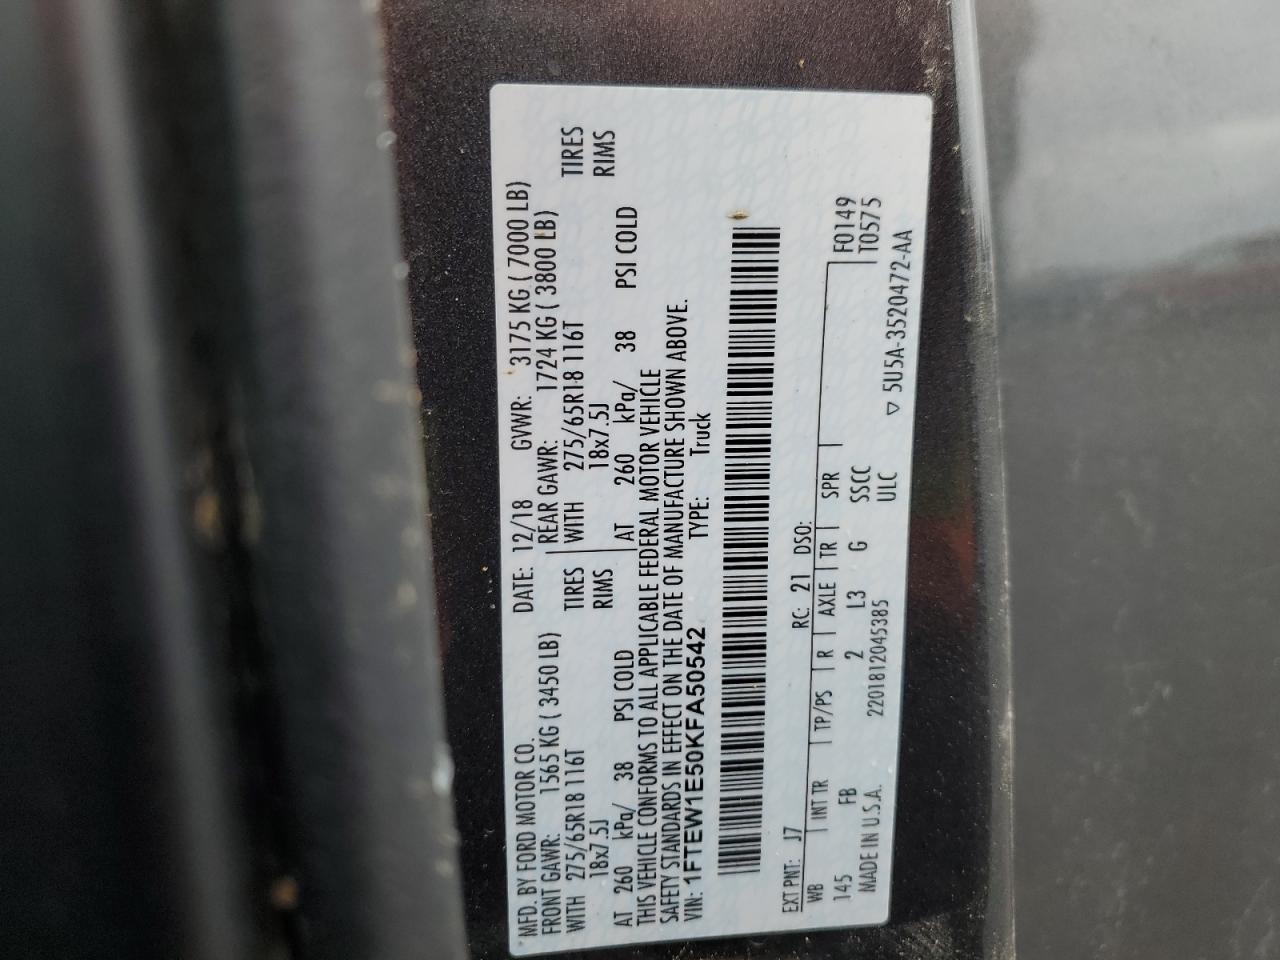 MFD. BY FORD MOTOR CO. DATE: 12/18 GVWR: 3175 KG ( 7000 LB)
FRONT GAWR: 1565 KG ( 3450 LB) REAR GAWR: 1724 KG ( 3800 LB)
WITH 275/65R18 116T TIRES WITH 275/65R18 116T TIRES
18x7.5J RIMS 18x7.5J RIMS
AT 260 kPa/ 38 PSI COLD AT 260 kPa/ 38 PSI COLD
THIS VEHICLE CONFORMS TO ALL APPLICABLE FEDERAL MOTOR VEHICLE
SAFETY STANDARDS IN EFFECT ON THE DATE OF MANUFACTURE SHOWN ABOVE.
VIN: 1FTEW1E50KFA50542 TYPE: Truck
EXT PNT: J7 RC: 21 DSO:
WB INT TR TP/PS R AXLE TR SPR F0149
145 FB 2 L3 G SSCC T0575
MADE IN U.S.A. 2201812045385 ULC ▽ 5U5A-3520472-AA